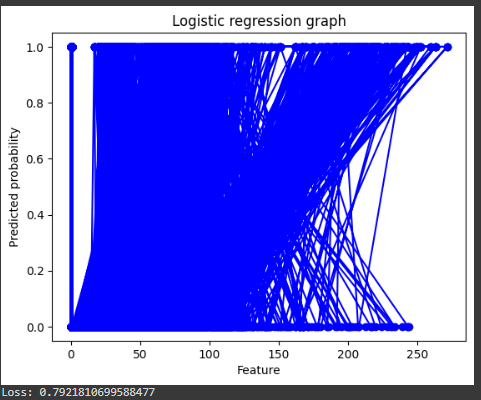 Logistic regression graph
1.0
0.8
0.6
0.4
0.2
0.0
Predicted probability
0 50 100 150 200 250
Feature
Loss: 0.7921810699588477